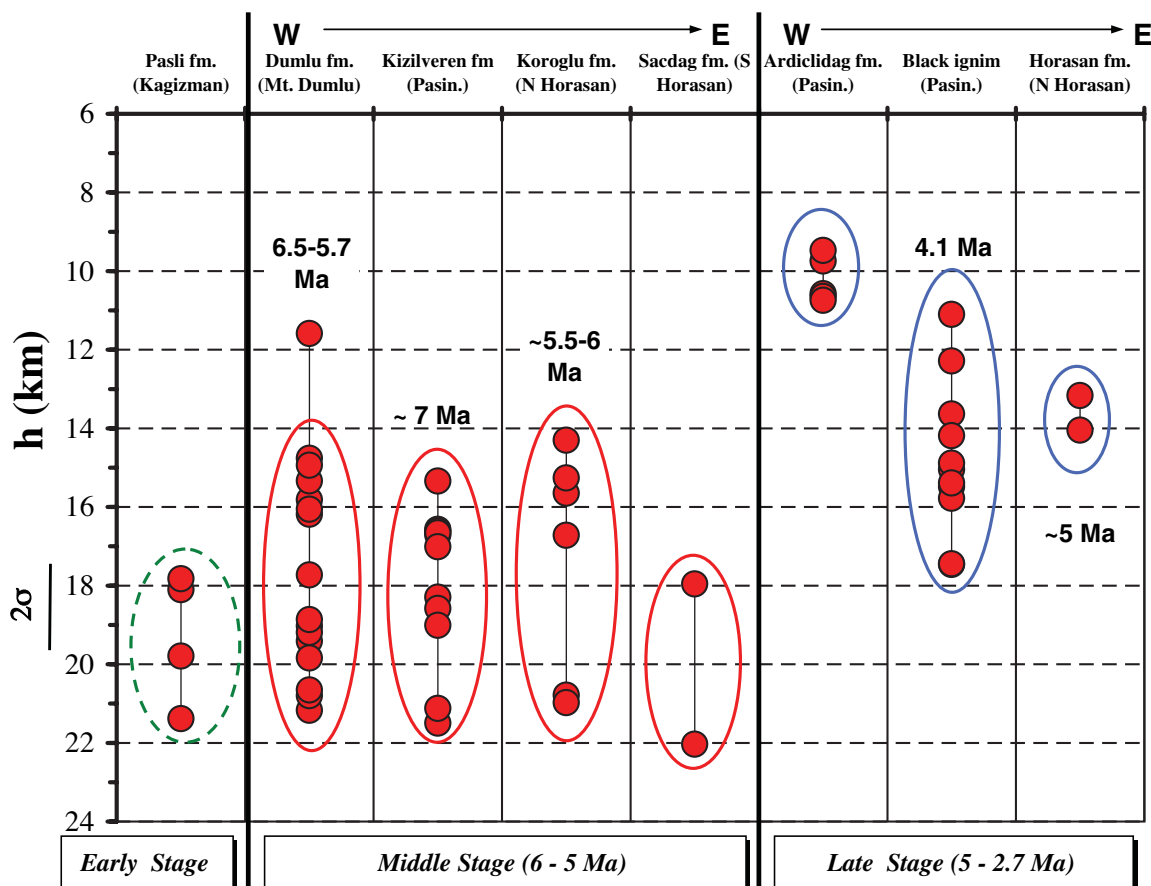 W E W E
Pasli fm. Dumlu fm. Kizilveren fm Koroglu fm. Sacdag fm. (S Ardiclidag fm. Black ignim Horasan fm.
(Kagizman) (Mt. Dumlu) (Pasin.) (N Horasan) Horasan) (Pasin.) (Pasin.) (N Horasan)
6
8
6.5-5.7 4.1 Ma
Ma
10
12
~5.5-6
Ma
h (km)
~ 7 Ma
14
16
~5 Ma
18
2σ
20
22
24
Early Stage Middle Stage (6 - 5 Ma) Late Stage (5 - 2.7 Ma)